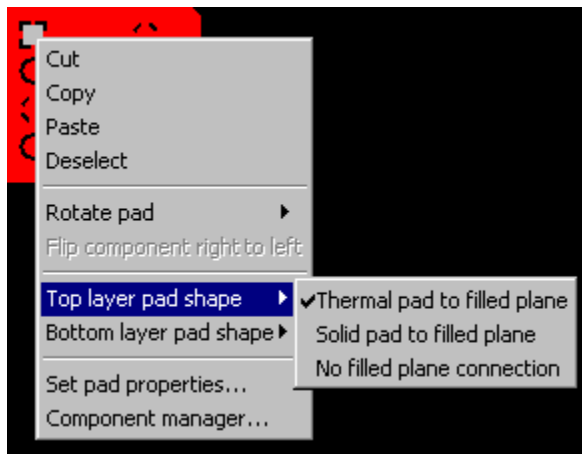 Cut
Copy
Paste
Deselect
Rotate pad
Flip component right to left
Top layer pad shape
Bottom layer pad shape
Set pad properties...
Component manager...
Thermal pad to filled plane
Solid pad to filled plane
No filled plane connection